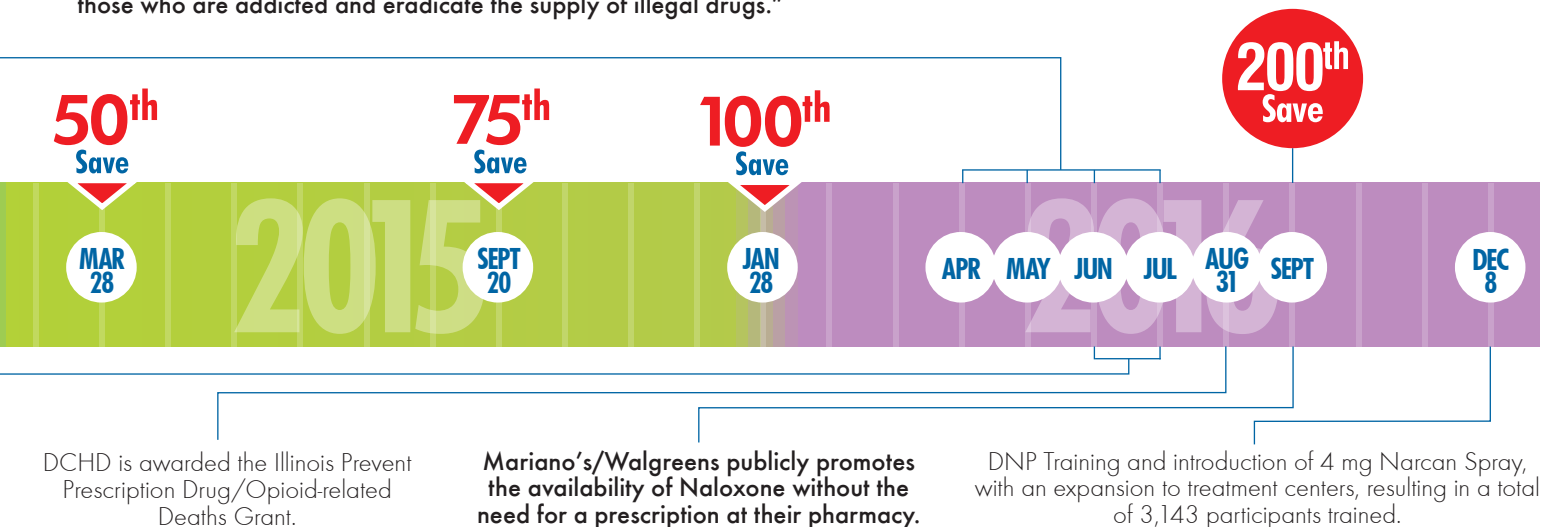 those who are addicted and eradicate the supply of illegal drugs."
50th
Save
75th
Save
100th
Save
200th
Save
2015
2016
MAR
28
SEPT
20
JAN
28
APR
MAY
JUN
JUL
AUG
31
SEPT
DEC
8
DCHD is awarded the Illinois Prevent
Prescription Drug/Opioid-related
Deaths Grant.
Mariano's/Walgreens publicly promotes
the availability of Naloxone without the
need for a prescription at their pharmacy.
DNP Training and introduction of 4 mg Narcan Spray,
with an expansion to treatment centers, resulting in a total
of 3,143 participants trained.